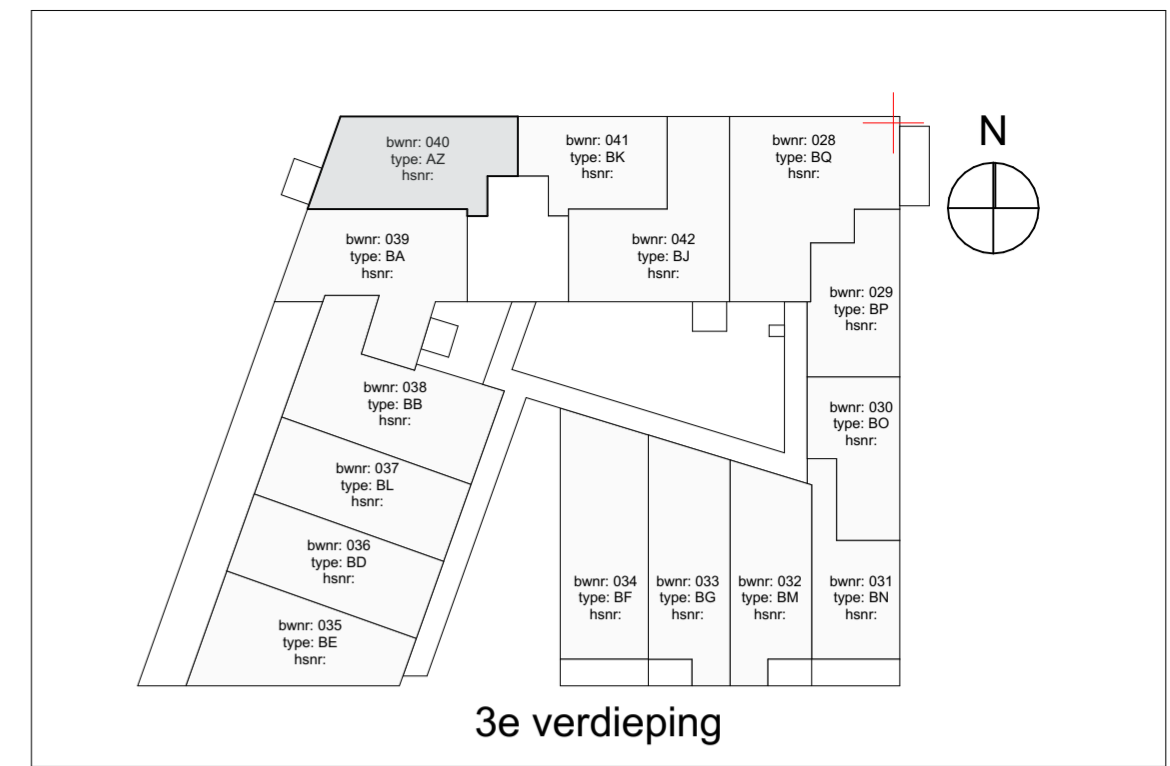 bwnr: 040
type: AZ
hsnr:
bwnr: 041
type: BK
hsnr:
bwnr: 028
type: BQ
hsnr:
N
bwnr: 039
type: BA
hsnr:
bwnr: 042
type: BJ
hsnr:
bwnr: 029
type: BP
hsnr:
bwnr: 038
type: BB
hsnr:
bwnr: 030
type: BO
hsnr:
bwnr: 037
type: BL
hsnr:
bwnr: 036
type: BD
hsnr:
bwnr: 034
type: BF
hsnr:
bwnr: 033
type: BG
hsnr:
bwnr: 032
type: BM
hsnr:
bwnr: 031
type: BN
hsnr:
bwnr: 035
type: BE
hsnr:
3e verdieping